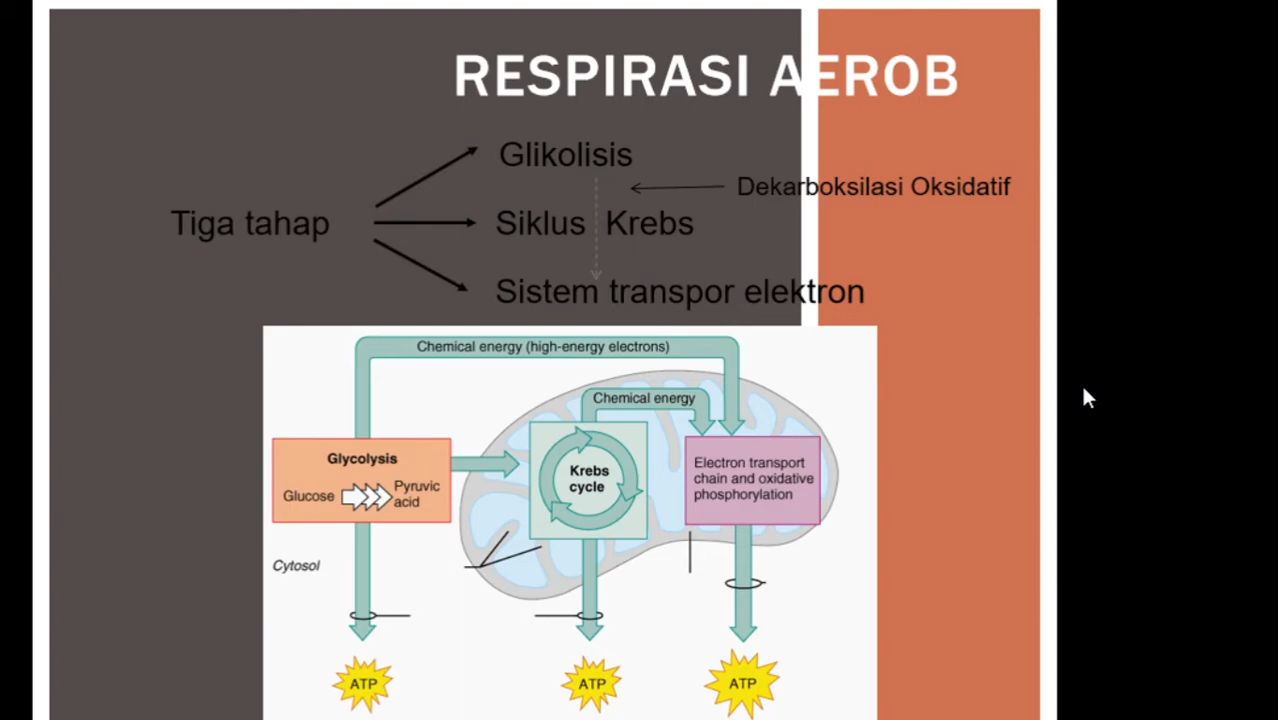 RESPIRASI AEROB
Glikolisis
Dekarboksilasi Oksidatif
Tiga tahap
Siklus Krebs
Sistem transpor elektron
Chemical energy (high-energy electrons)
Chemical energy
Glycolysis
Glucose
Pyruvic
acid
Krebs
cycle
Electron transport
chain and oxidative
phosphorylation
Cytosol
ATP
ATP
ATP